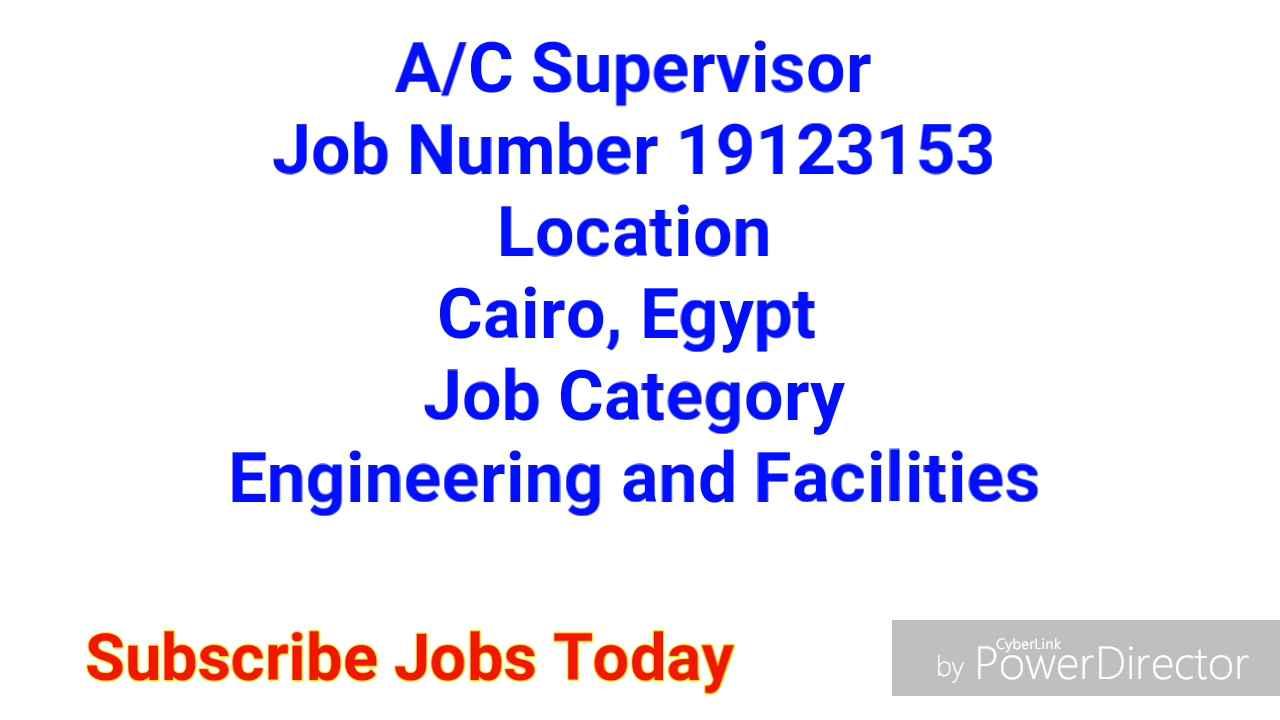 A/C Supervisor
Job Number 19123153
Location
Cairo, Egypt
Job Category
Engineering and Facilities
Subscribe Jobs Today
CyberLink
by PowerDirector